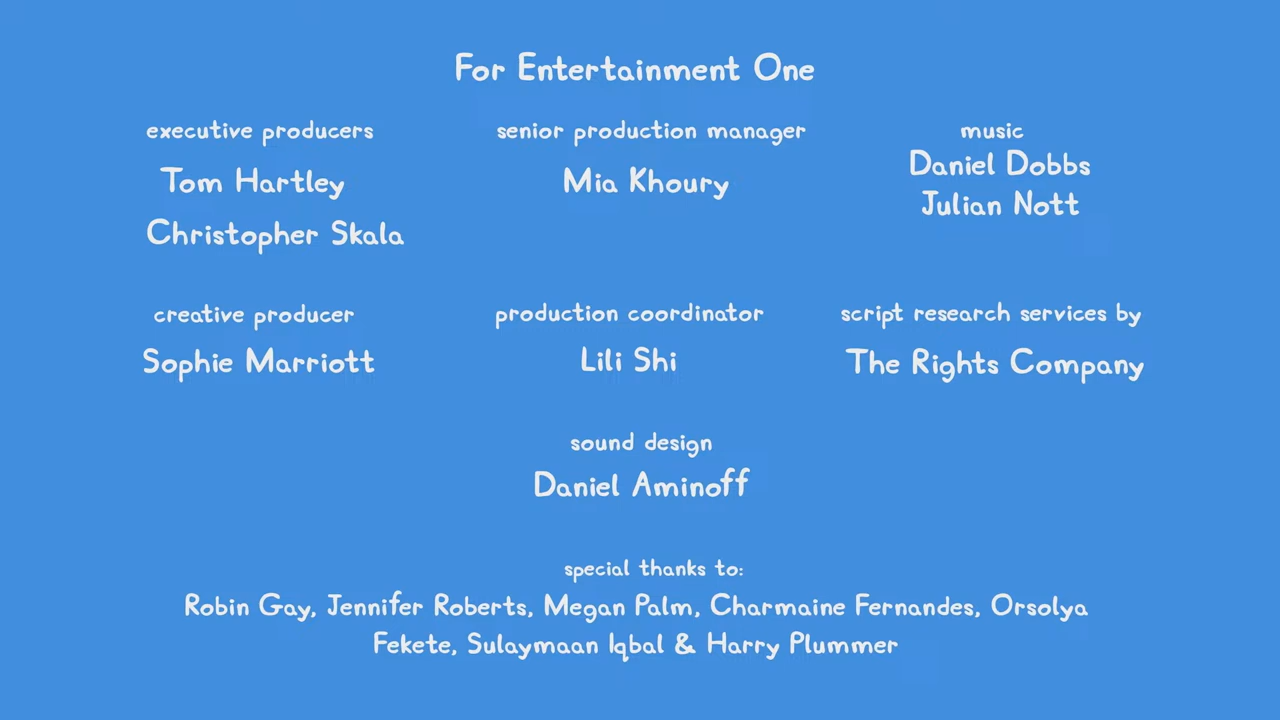 For Entertainment One
executive producers
Tom Hartley
Christopher Skala
senior production manager
Mia Khoury
music
Daniel Dobbs
Julian Nott
creative producer
Sophie Marriott
production coordinator
Lili Shi
script research services by
The Rights Company
sound design
Daniel Aminoff
special thanks to:
Robin Gay, Jennifer Roberts, Megan Palm, Charmaine Fernandes, Orsolya
Fekete, Sulaymaan Iqbal & Harry Plummer